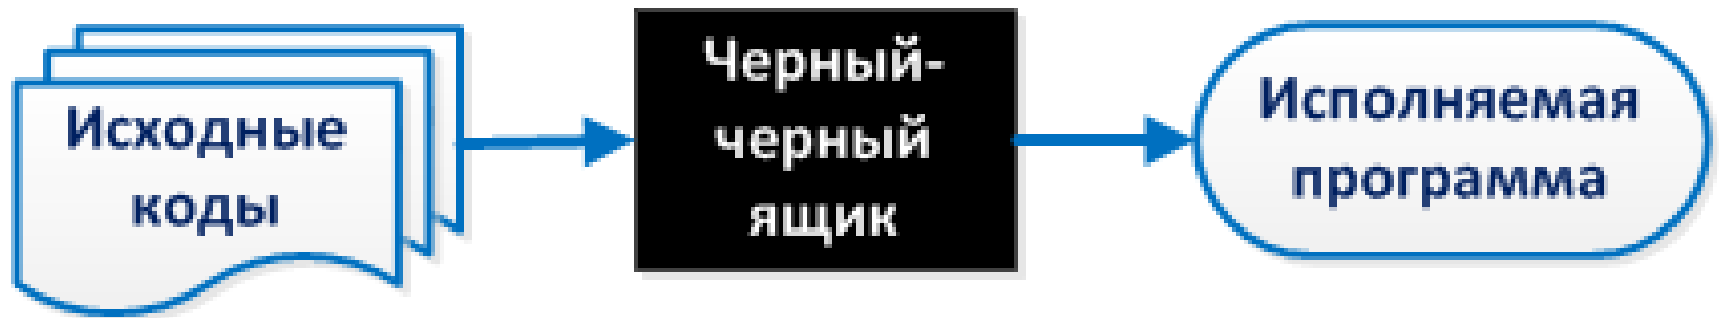 Исходные
коды
Черный-
черный
ящик
Исполняемая
программа